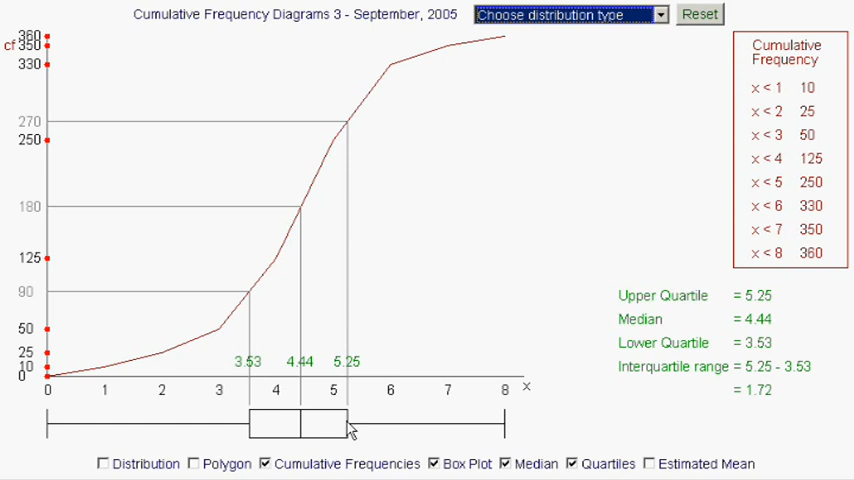 Cumulative Frequency Diagrams 3 - September, 2005
Choose distribution type
Reset
cf
360
350
330
270
250
180
125
90
50
25
10
0
3.53 4.44 5.25
0 1 2 3 4 5 6 7 8 x
Cumulative
Frequency
x < 1 10
x < 2 25
x < 3 50
x < 4 125
x < 5 250
x < 6 330
x < 7 350
x < 8 360
Upper Quartile = 5.25
Median = 4.44
Lower Quartile = 3.53
Interquartile range = 5.25 - 3.53
= 1.72
Distribution Polygon Cumulative Frequencies Box Plot Median Quartiles Estimated Mean